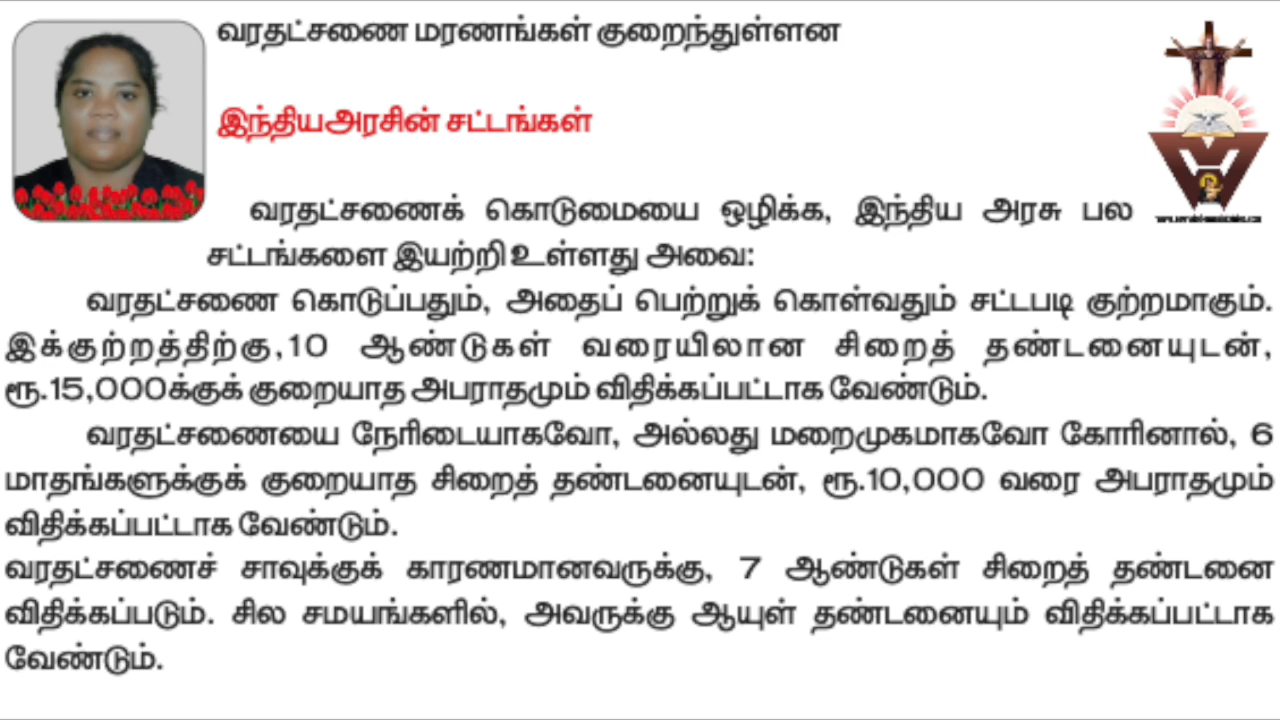 வரதட்சணை மரணங்கள் குறைந்துள்ளன
இந்திய அரசின் சட்டங்கள்
வரதட்சணைக் கொடுமையை ஒழிக்க, இந்திய அரசு பல
சட்டங்களை இயற்றி உள்ளது அவை:
வரதட்சணை கொடுப்பதும், அதைப் பெற்றுக் கொள்வதும் சட்டபடி குற்றமாகும்.
இக்குற்றத்திற்கு,10 ஆண்டுகள் வரையிலான சிறைத் தண்டனையுடன்,
ரூ.15,000க்குக் குறையாத அபராதமும் விதிக்கப்பட்டாக வேண்டும்.
வரதட்சணையை நேரிடையாகவோ, அல்லது மறைமுகமாகவோ கோரினால், 6
மாதங்களுக்குக் குறையாத சிறைத் தண்டனையுடன், ரூ.10,000 வரை அபராதமும்
விதிக்கப்பட்டாக வேண்டும்.
வரதட்சணைச் சாவுக்குக் காரணமானவருக்கு, 7 ஆண்டுகள் சிறைத் தண்டனை
விதிக்கப்படும். சில சமயங்களில், அவருக்கு ஆயுள் தண்டனையும் விதிக்கப்பட்டாக
வேண்டும்.